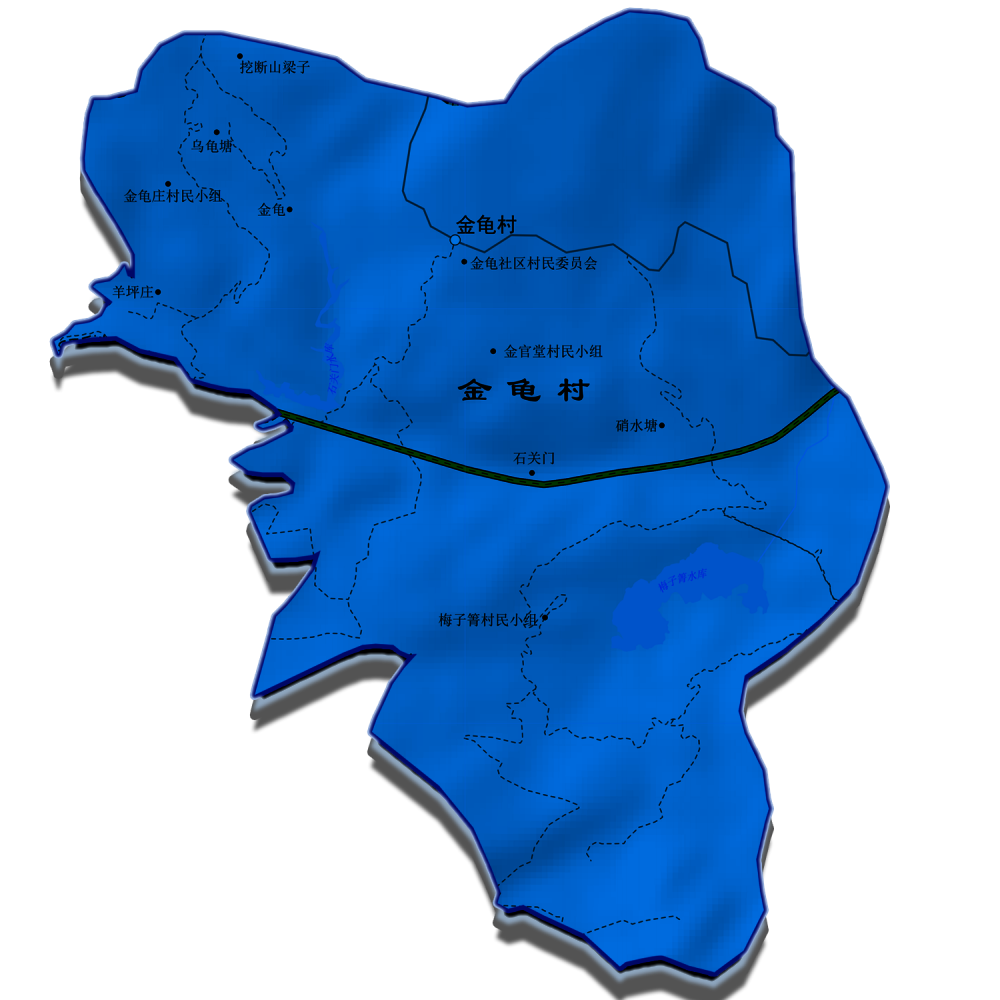 挖断山梁子
乌龟塘
金龟庄村民小组
金龟
金龟村
金龟社区村民委员会
羊坪庄
石关门水库
金官堂村民小组
金龟村
硝水塘
石关门
梅子箐水库
梅子箐村民小组